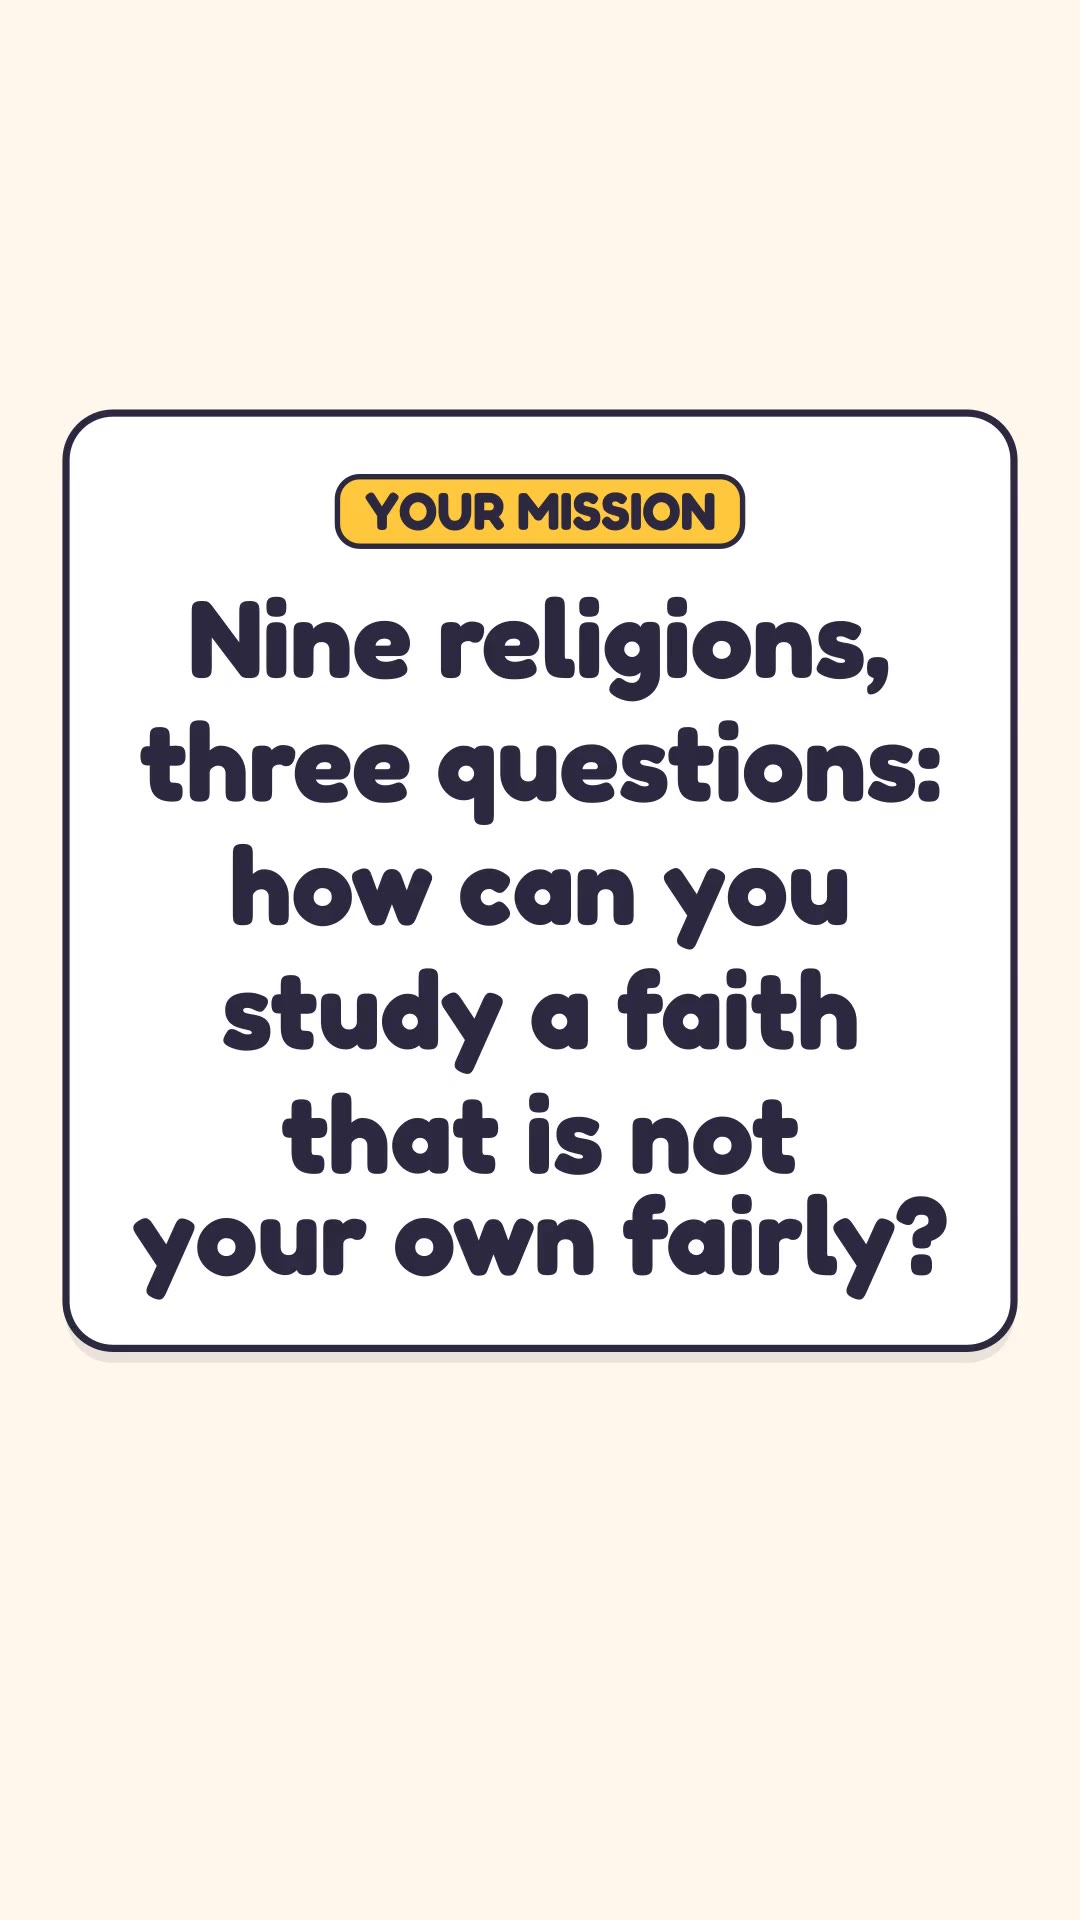 YOUR MISSION
Nine religions,
three questions:
how can you
study a faith
that is not
your own fairly?